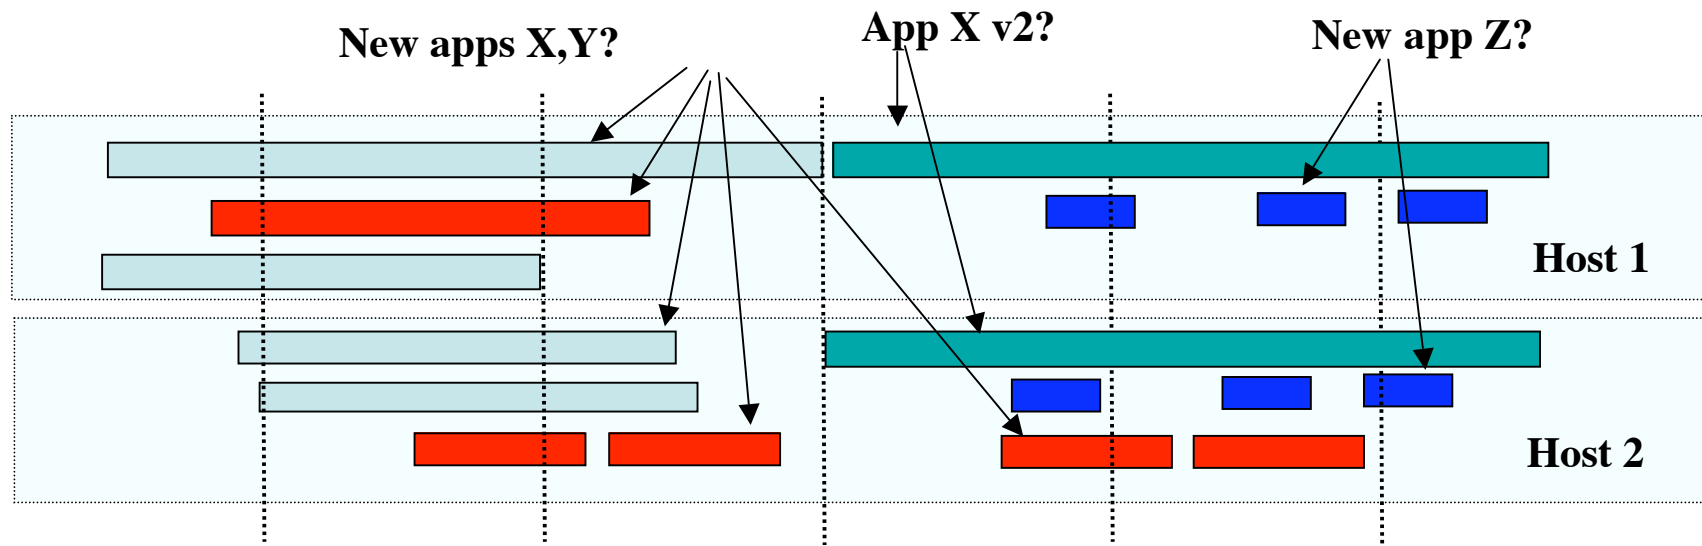 New apps X,Y?
App X v2?
New app Z?
Host 1
Host 2